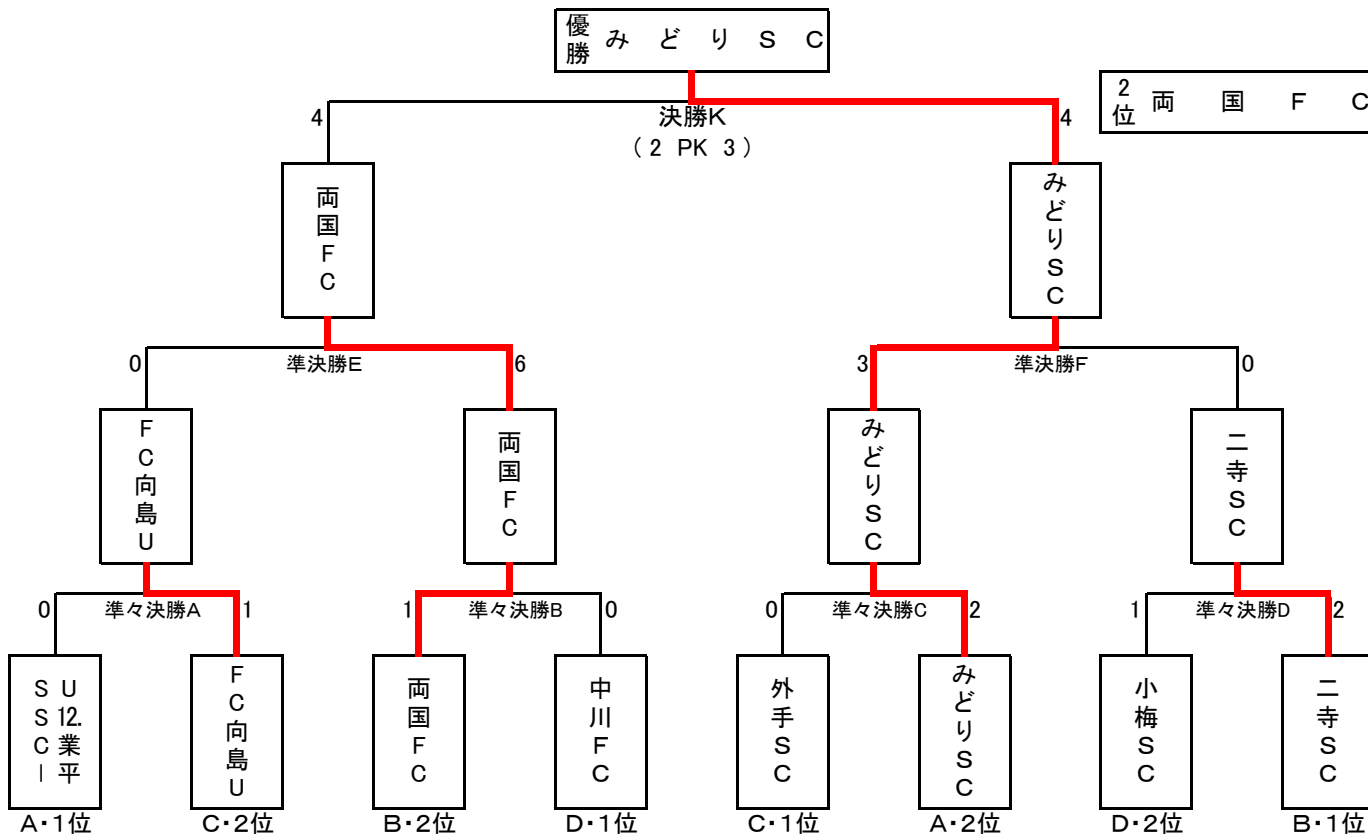 優勝 みどりSC
2位 両国FC
4 決勝K 4
(2 PK 3)
両国FC
みどりSC
0 準決勝E 6
3 準決勝F 0
FC向島U
両国FC
みどりSC
二寺SC
0 準々決勝A 1
1 準々決勝B 0
0 準々決勝C 2
1 準々決勝D 2
U12.業平
SSCー
FC向島U
両国FC
中川FC
外手SC
みどりSC
小梅SC
二寺SC
A・1位
C・2位
B・2位
D・1位
C・1位
A・2位
D・2位
B・1位